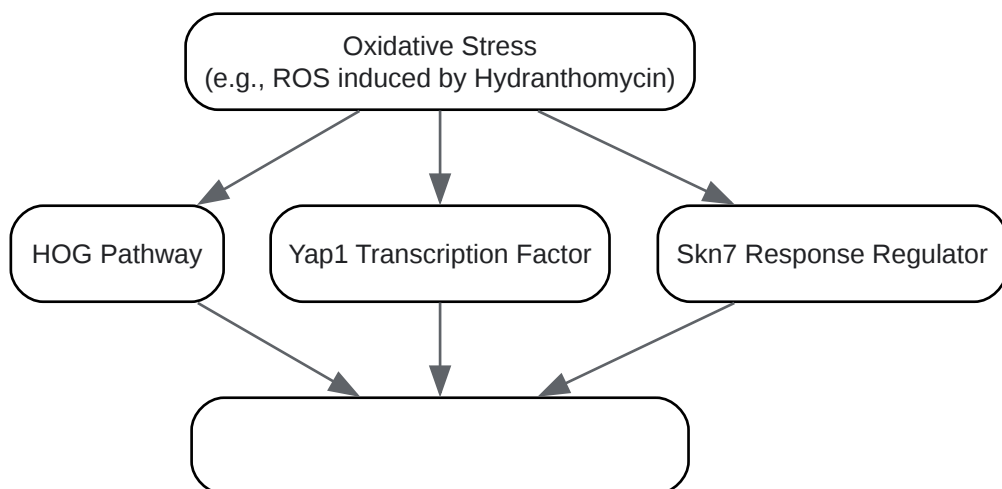 Oxidative Stress
(e.g., ROS induced by Hydranthomycin)
HOG Pathway
Yap1 Transcription Factor
Skn7 Response Regulator